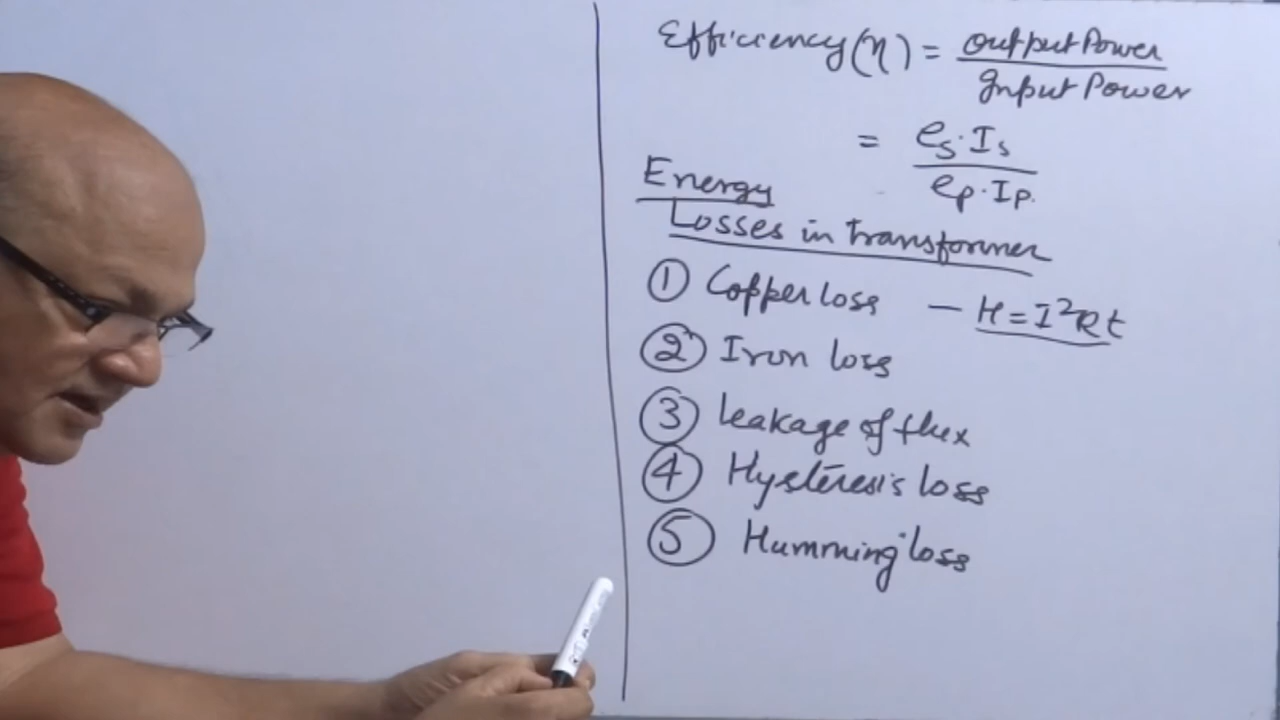 Efficiency (η) = Output Power / Input Power
= es. Is / ep. Ip.
Energy
Losses in transformer
① Copper loss — H = I²Rt
② Iron loss
③ leakage of flux
④ Hysteresis loss
⑤ Humming loss